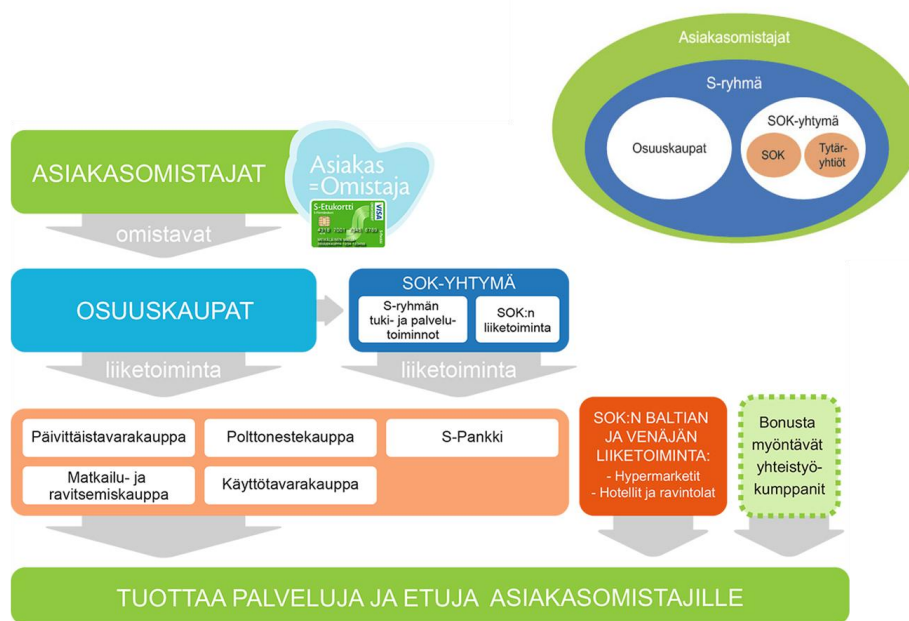 Asiakasomistajat
S-ryhmä
Osuuskaupat
SOK-yhtymä
SOK
Tytär-
yhtiöt
ASIAKASOMISTAJAT
Asiakas
=Omistaja
S-Etukortti
VISA
omistavat
OSUUSKAUPAT
SOK-YHTYMÄ
S-ryhmän
tuki- ja palvelu-
toiminnot
SOK:n
liiketoiminta
liiketoiminta
liiketoiminta
Päivittäistavarakauppa
Polttonestekauppa
S-Pankki
Matkailu- ja
ravitsemiskauppa
Käyttötavarakauppa
SOK:N BALTIAN
JA VENÄJÄN
LIIKETOIMINTA:
- Hypermarketit
- Hotellit ja ravintolat
Bonusta
myöntävät
yhteistyö-
kumppanit
TUOTTAA PALVELUJA JA ETUJA ASIAKASOMISTAJILLE